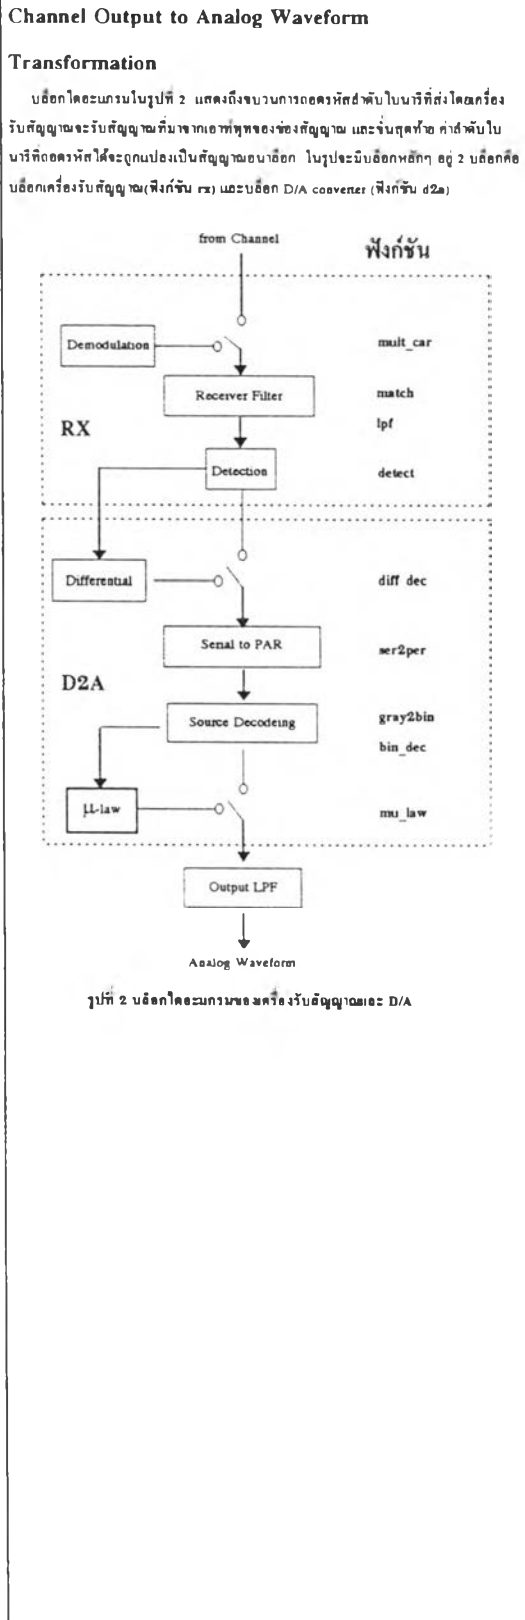 Channel Output to Analog Waveform
Transformation
บล็อกไดอะแกรมในรูปที่ 2 แสดงถึงขบวนการถอดรหัสลำดับไบนารีที่ส่งโดยเครื่อง
รับสัญญาณจะรับสัญญาณที่มาจากเอาท์พุทของช่องสัญญาณ และขั้นสุดท้าย ค่าลำดับไบ
นารีที่ถอดรหัสได้จะถูกแปลงเป็นสัญญาณอนาล็อก ในรูปจะมีบล็อกหลักๆ อยู่ 2 บล็อกคือ
บล็อกเครื่องรับสัญญาณ(ฟังก์ชัน rx) และบล็อก D/A converter (ฟังก์ชัน d2a)
from Channel
ฟังก์ชัน
Demodulation
mult_car
Receiver Filter
match
lpf
RX
Detection
detect
Differential
diff dec
Serial to PAR
ser2per
D2A
Source Decodeing
gray2bin
bin_dec
μ-law
mu_law
Output LPF
Analog Waveform
รูปที่ 2 บล็อกไดอะแกรมของเครื่องรับสัญญาณและ D/A